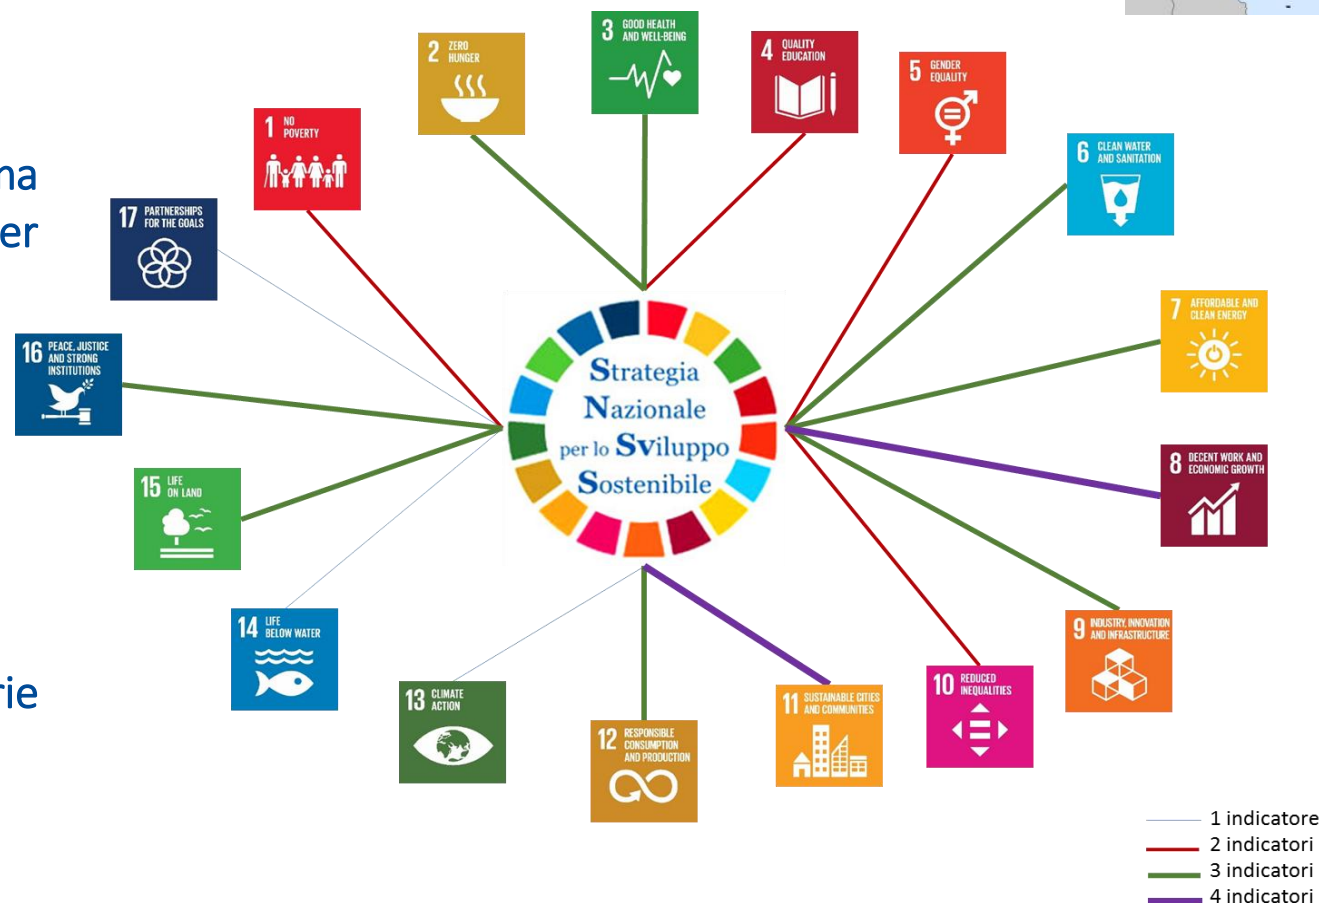 na
er
rie
1 NO
POVERTY
2 ZERO
HUNGER
3 GOOD HEALTH
AND WELL-BEING
4 QUALITY
EDUCATION
5 GENDER
EQUALITY
6 CLEAN WATER
AND SANITATION
7 AFFORDABLE AND
CLEAN ENERGY
8 DECENT WORK AND
ECONOMIC GROWTH
9 INDUSTRY, INNOVATION
AND INFRASTRUCTURE
10 REDUCED
INEQUALITIES
11 SUSTAINABLE CITIES
AND COMMUNITIES
12 RESPONSIBLE
CONSUMPTION
AND PRODUCTION
13 CLIMATE
ACTION
14 LIFE
BELOW WATER
15 LIFE
ON LAND
16 PEACE, JUSTICE
AND STRONG
INSTITUTIONS
17 PARTNERSHIPS
FOR THE GOALS
Strategia
Nazionale
per lo Sviluppo
Sostenibile
1 indicatore
2 indicatori
3 indicatori
4 indicatori